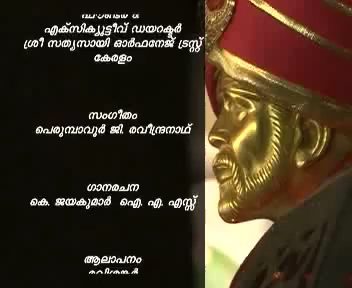 എക്സിക്യൂട്ടീവ് ഡയറക്ടർ
ശ്രീ സത്യസായി ഓർഫനേജ് ട്രസ്റ്റ്
കേരളം
സംഗീതം
പെരുമ്പാവൂർ ജി. രവീന്ദ്രനാഥ്
ഗാനരചന
കെ. ജയകുമാർ ഐ. എ. എസ്സ്
ആലാപനം